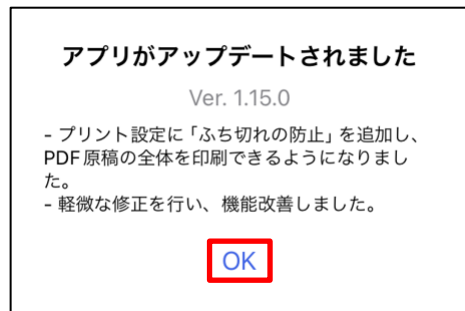 アプリがアップデートされました
Ver. 1.15.0
- プリント設定に「ふち切れの防止」を追加し、
PDF原稿の全体を印刷できるようになりまし
た。
- 軽微な修正を行い、機能改善しました。
OK